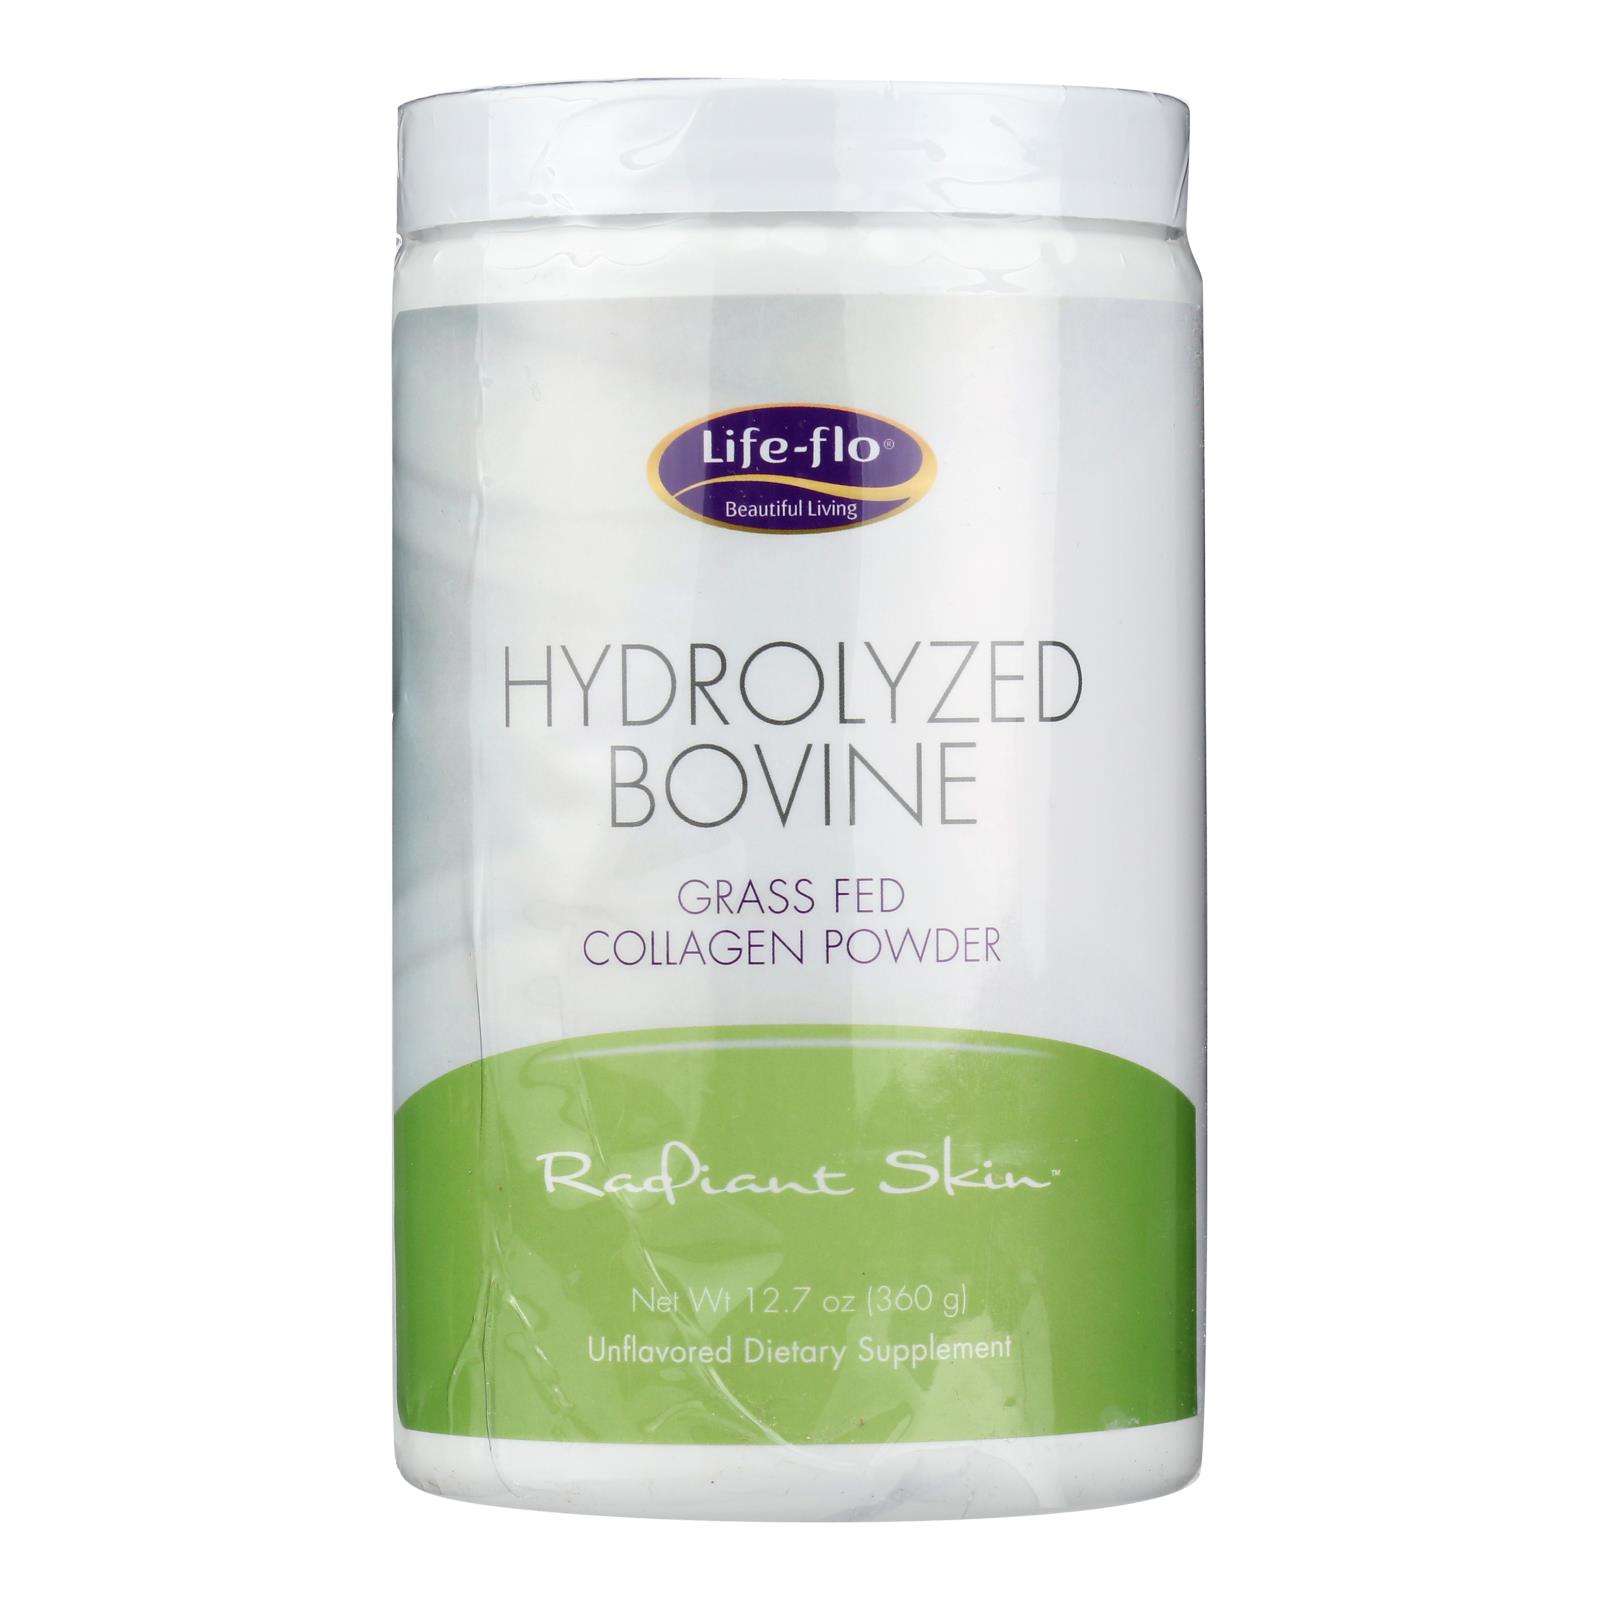 Life-flo®
Beautiful Living
HYDROLYZED
BOVINE
GRASS FED
COLLAGEN POWDER
Radiant Skin™
Net Wt 12.7 oz (360 g)
Unflavored Dietary Supplement